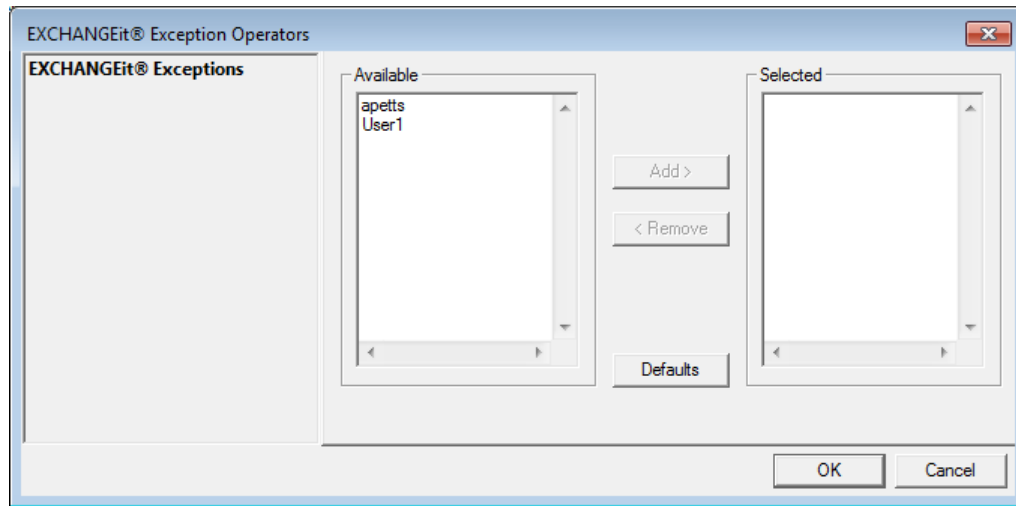 EXCHANGEit® Exception Operators
EXCHANGEit® Exceptions
Available
apetts
User1
Add >
< Remove
Defaults
Selected
OK
Cancel